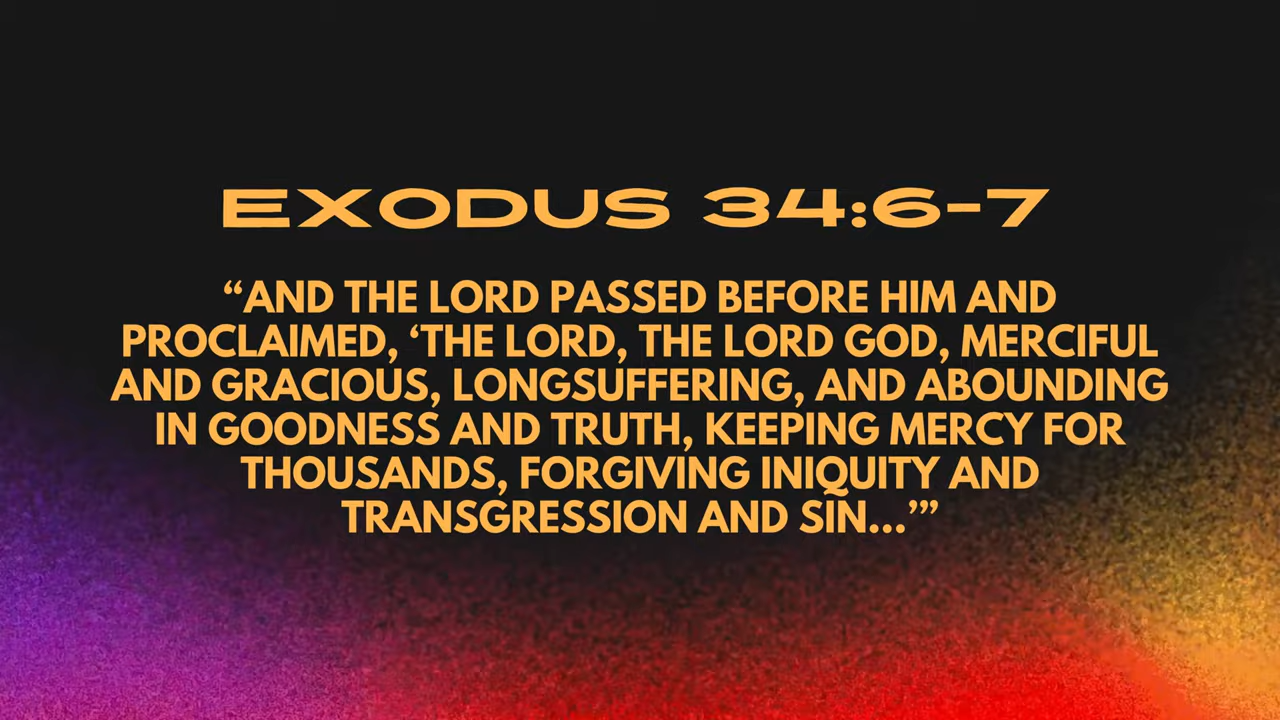 EXODUS 34:6-7
“AND THE LORD PASSED BEFORE HIM AND
PROCLAIMED, ‘THE LORD, THE LORD GOD, MERCIFUL
AND GRACIOUS, LONGSUFFERING, AND ABOUNDING
IN GOODNESS AND TRUTH, KEEPING MERCY FOR
THOUSANDS, FORGIVING INIQUITY AND
TRANSGRESSION AND SIN...’”